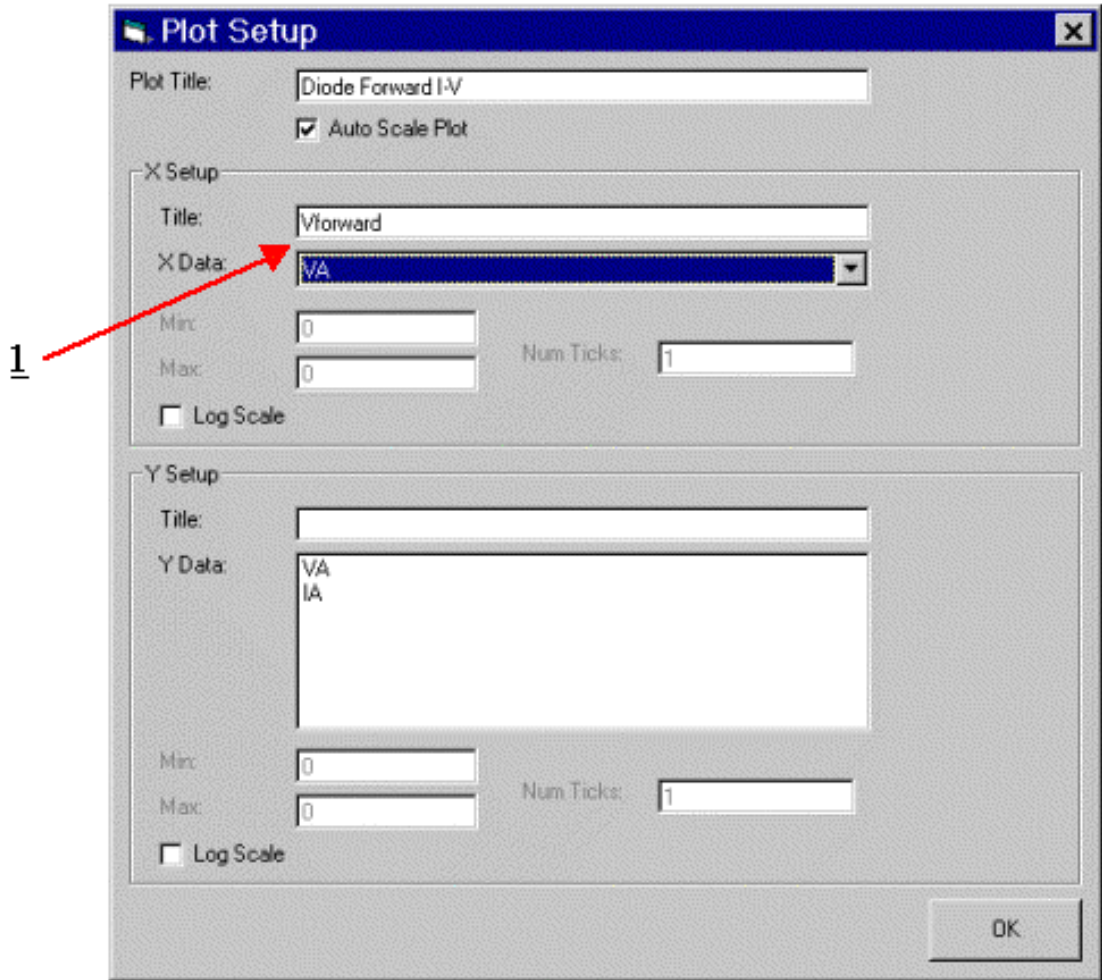 Plot Setup
Plot Title: Diode Forward I-V
Auto Scale Plot
X Setup
Title: Vforward
X Data: VA
1
Min: 0
Num Ticks: 1
Max: 0
Log Scale
Y Setup
Title:
Y Data: VA
IA
Min: 0
Num Ticks: 1
Max: 0
Log Scale
OK